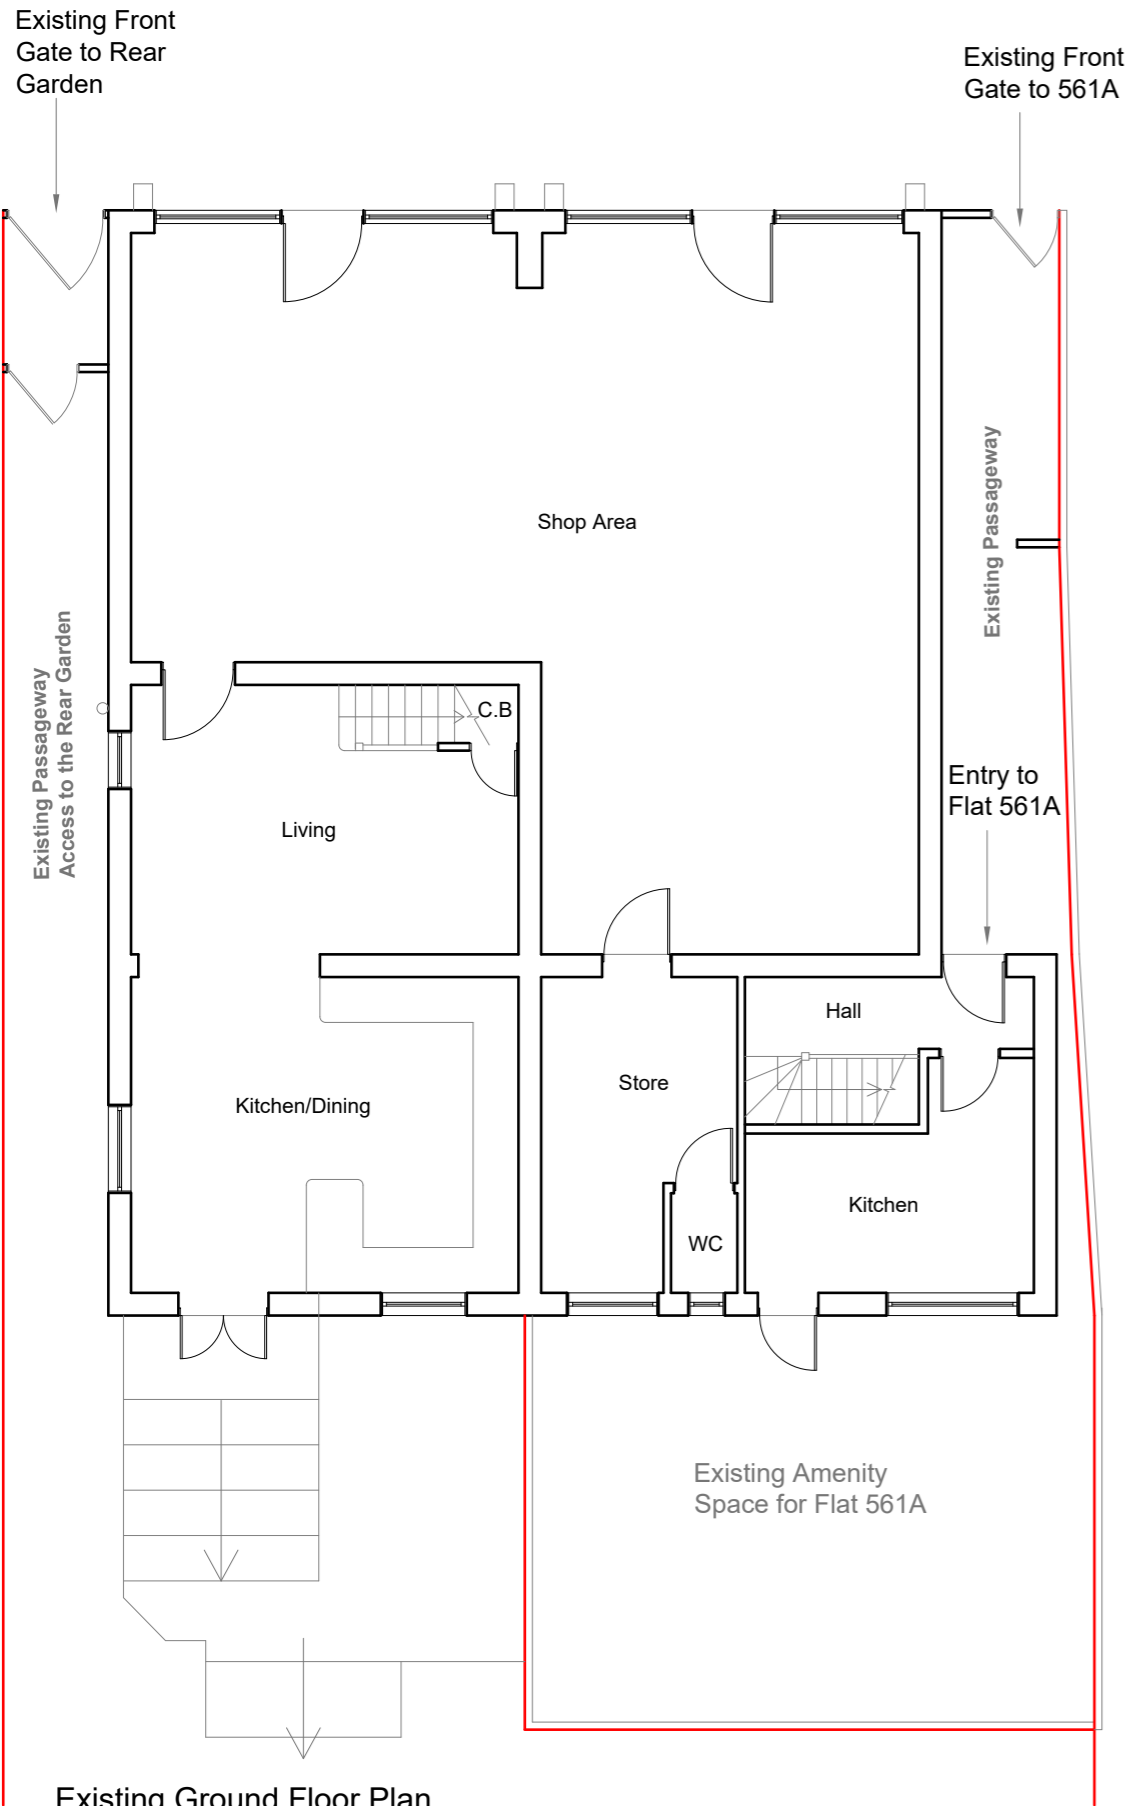 Existing Front
Gate to Rear
Garden
Existing Front
Gate to 561A
Shop Area
Existing Passageway
Existing Passageway
Access to the Rear Garden
C.B
Living
Entry to
Flat 561A
Hall
Store
Kitchen/Dining
Kitchen
WC
Existing Amenity
Space for Flat 561A
Existing Ground Floor Plan